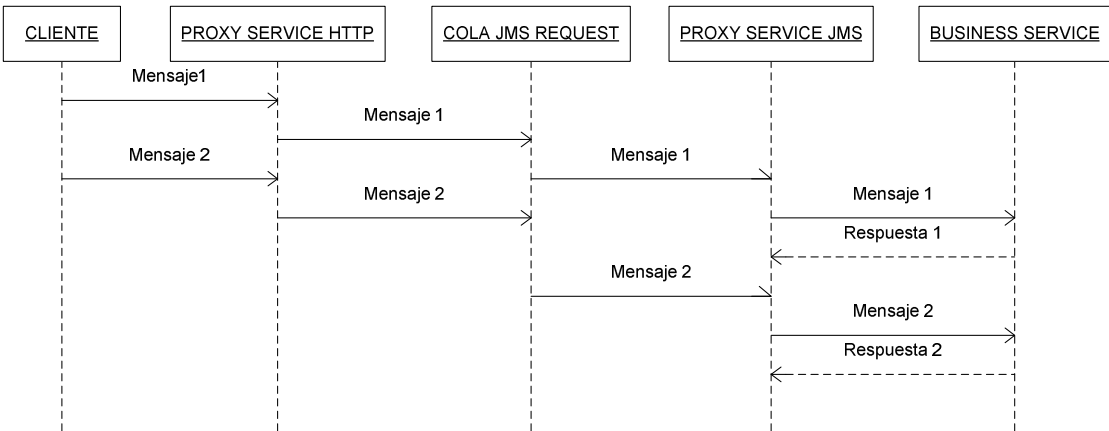 CLIENTE
PROXY SERVICE HTTP
COLA JMS REQUEST
PROXY SERVICE JMS
BUSINESS SERVICE
Mensaje1
Mensaje 1
Mensaje 2
Mensaje 1
Mensaje 2
Mensaje 1
Respuesta 1
Mensaje 2
Mensaje 2
Respuesta 2